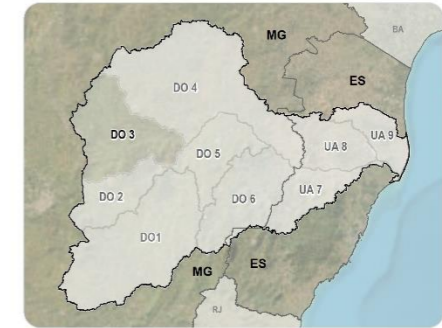 BA
MG
ES
DO 4
DO 3
UA 9
UA 8
DO 5
UA 7
DO 2
DO 6
DO1
MG
ES
RJ